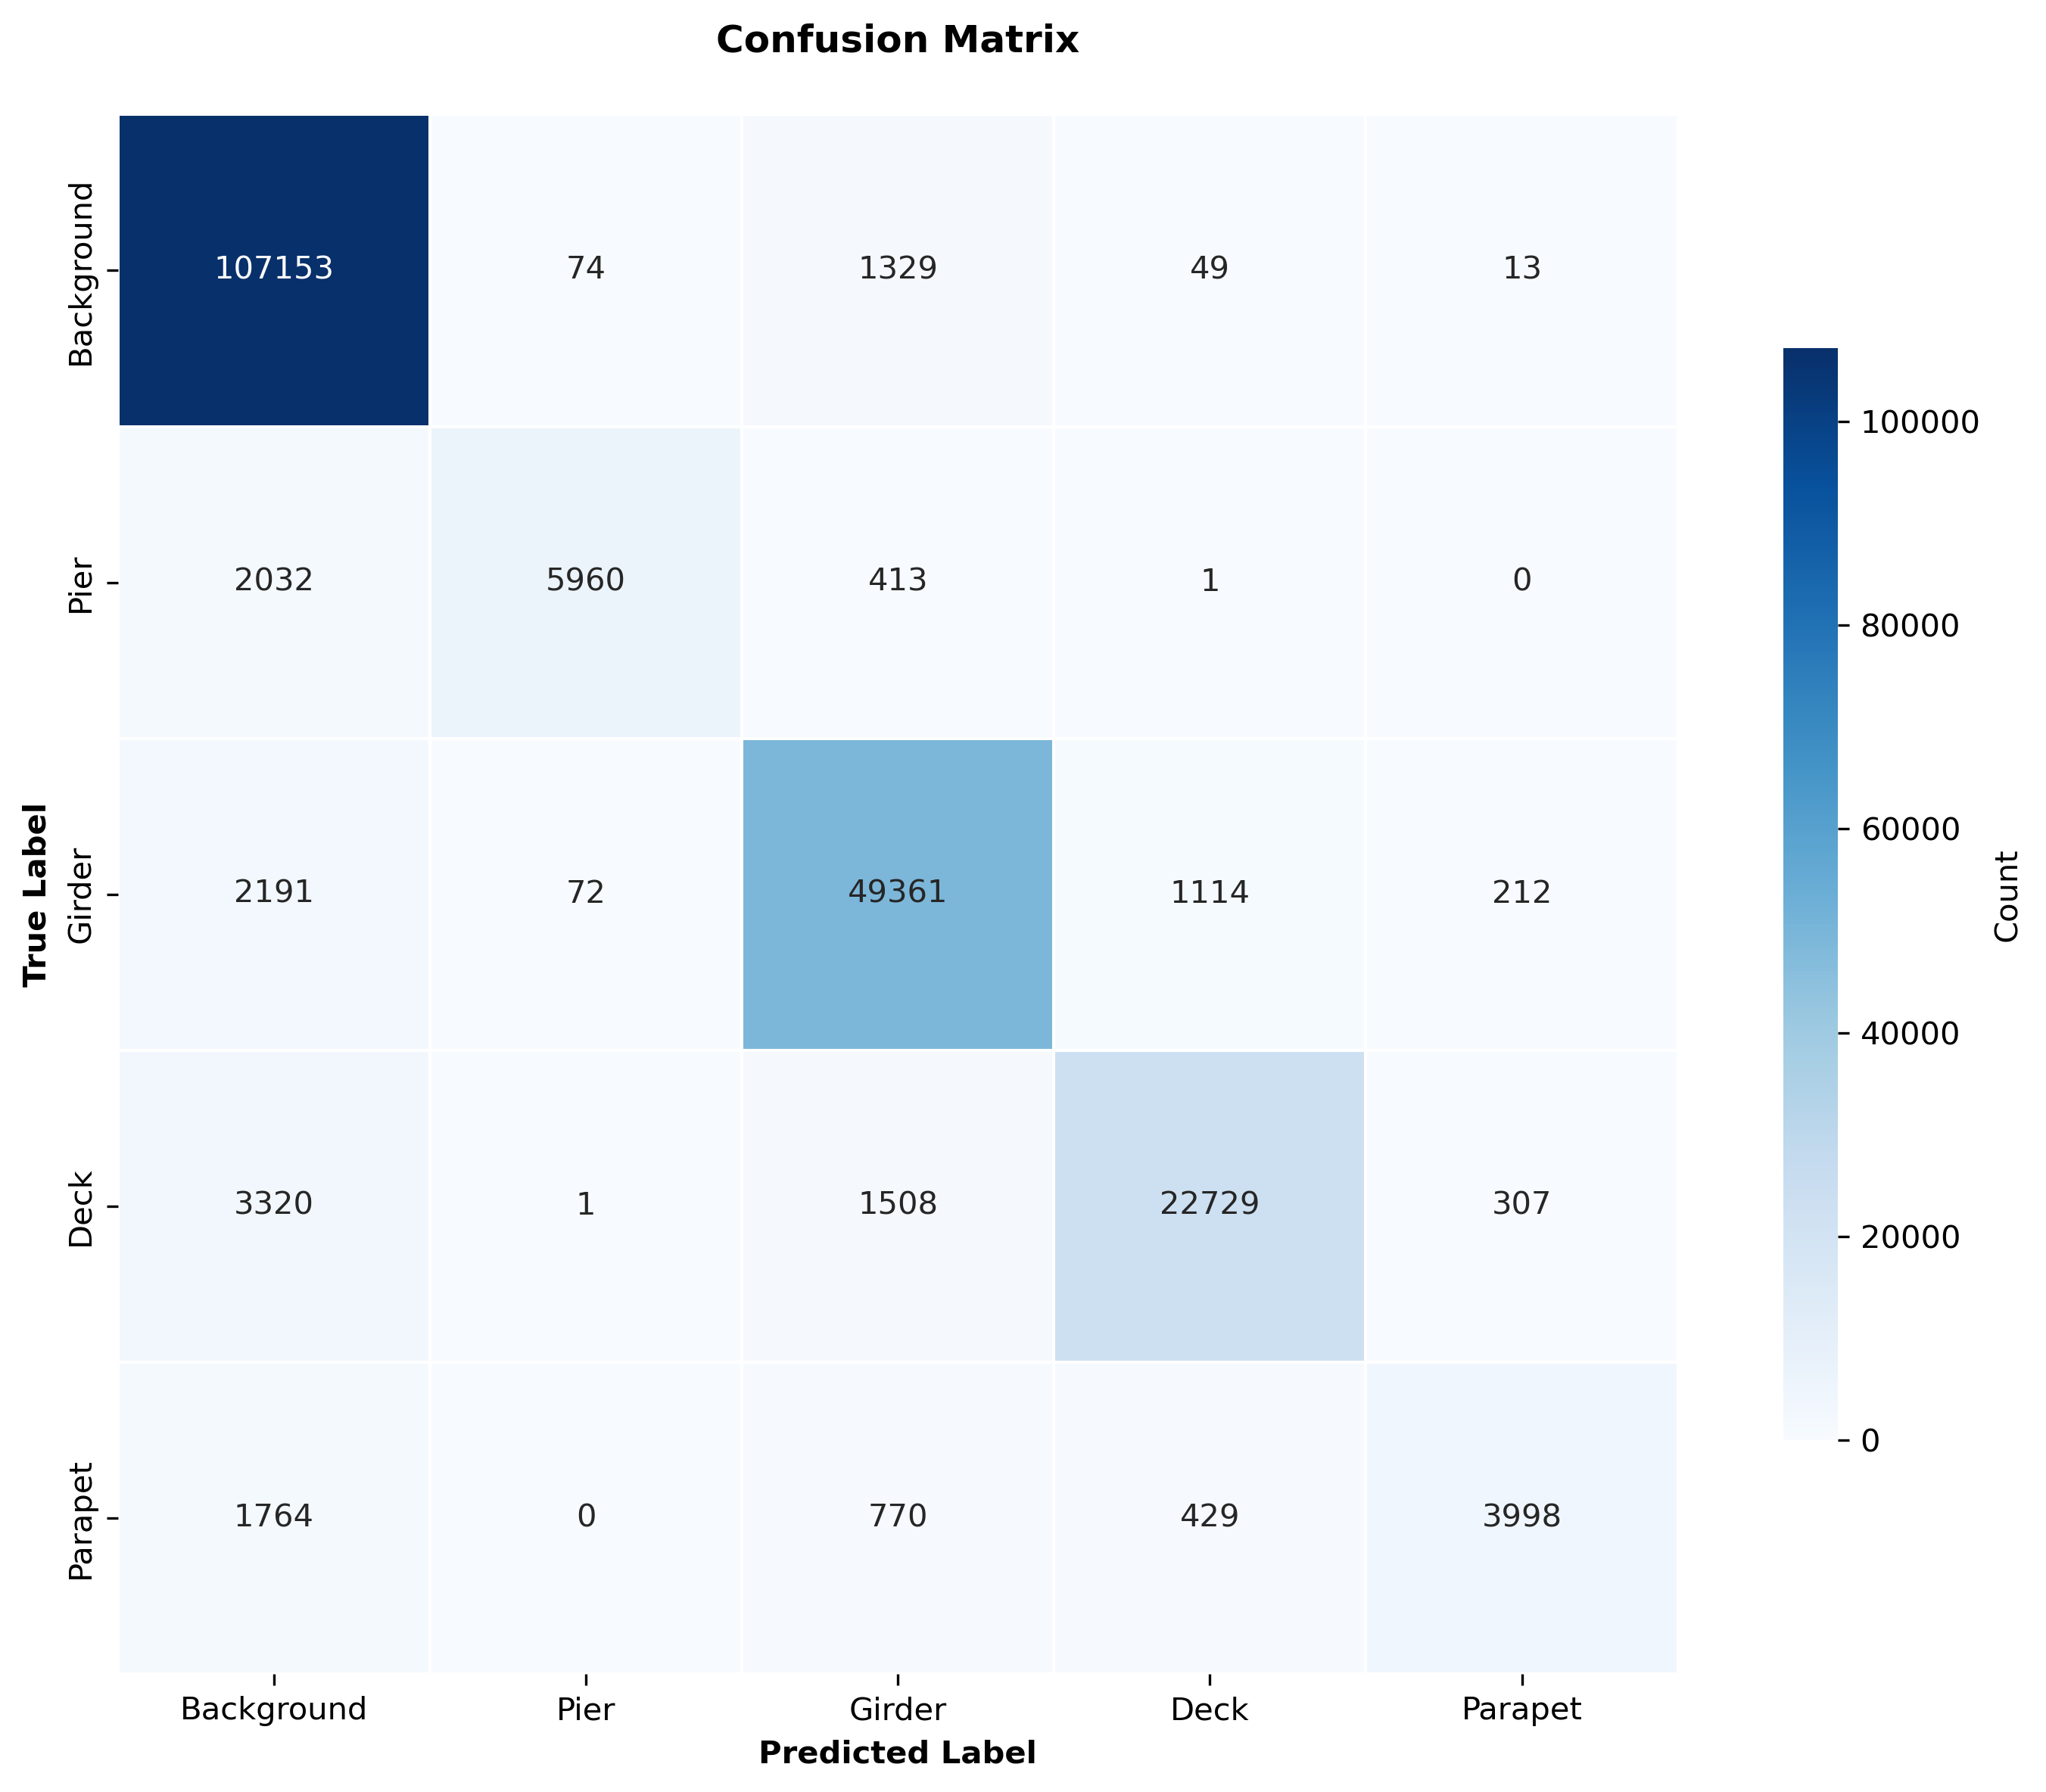 Confusion Matrix
Background 107153 74 1329 49 13
Pier 2032 5960 413 1 0
Girder 2191 72 49361 1114 212
Deck 3320 1 1508 22729 307
Parapet 1764 0 770 429 3998
Background Pier Girder Deck Parapet
Predicted Label
True Label
100000
80000
60000
40000
20000
0
Count